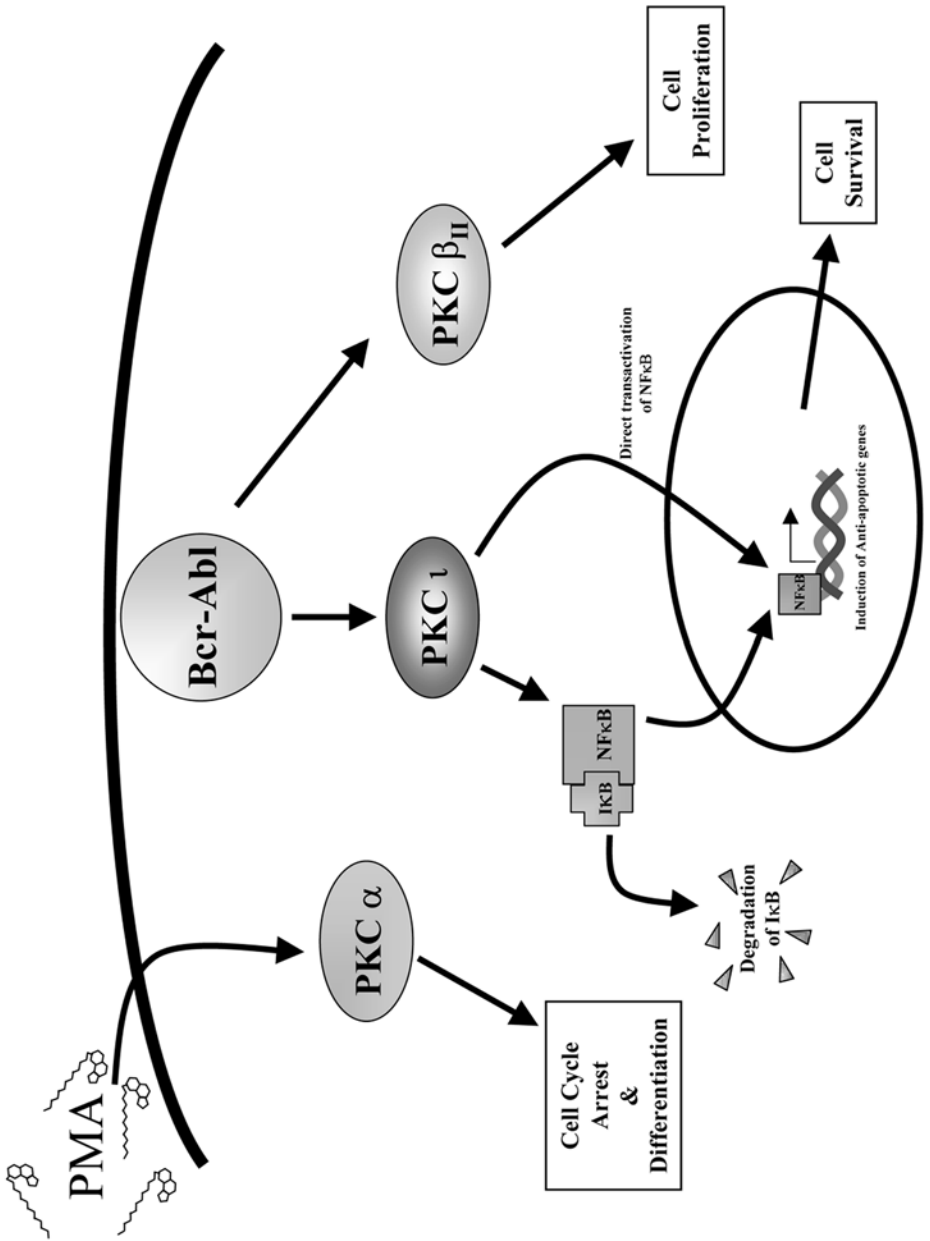 PMA
Bcr-Abl
PKC α
PKC ι
PKC βII
Cell Cycle
Arrest
&
Differentiation
IκB
NFκB
Degradation
of IκB
Direct transactivation
of NFκB
NFκB
Induction of Anti-apoptotic genes
Cell
Proliferation
Cell
Survival